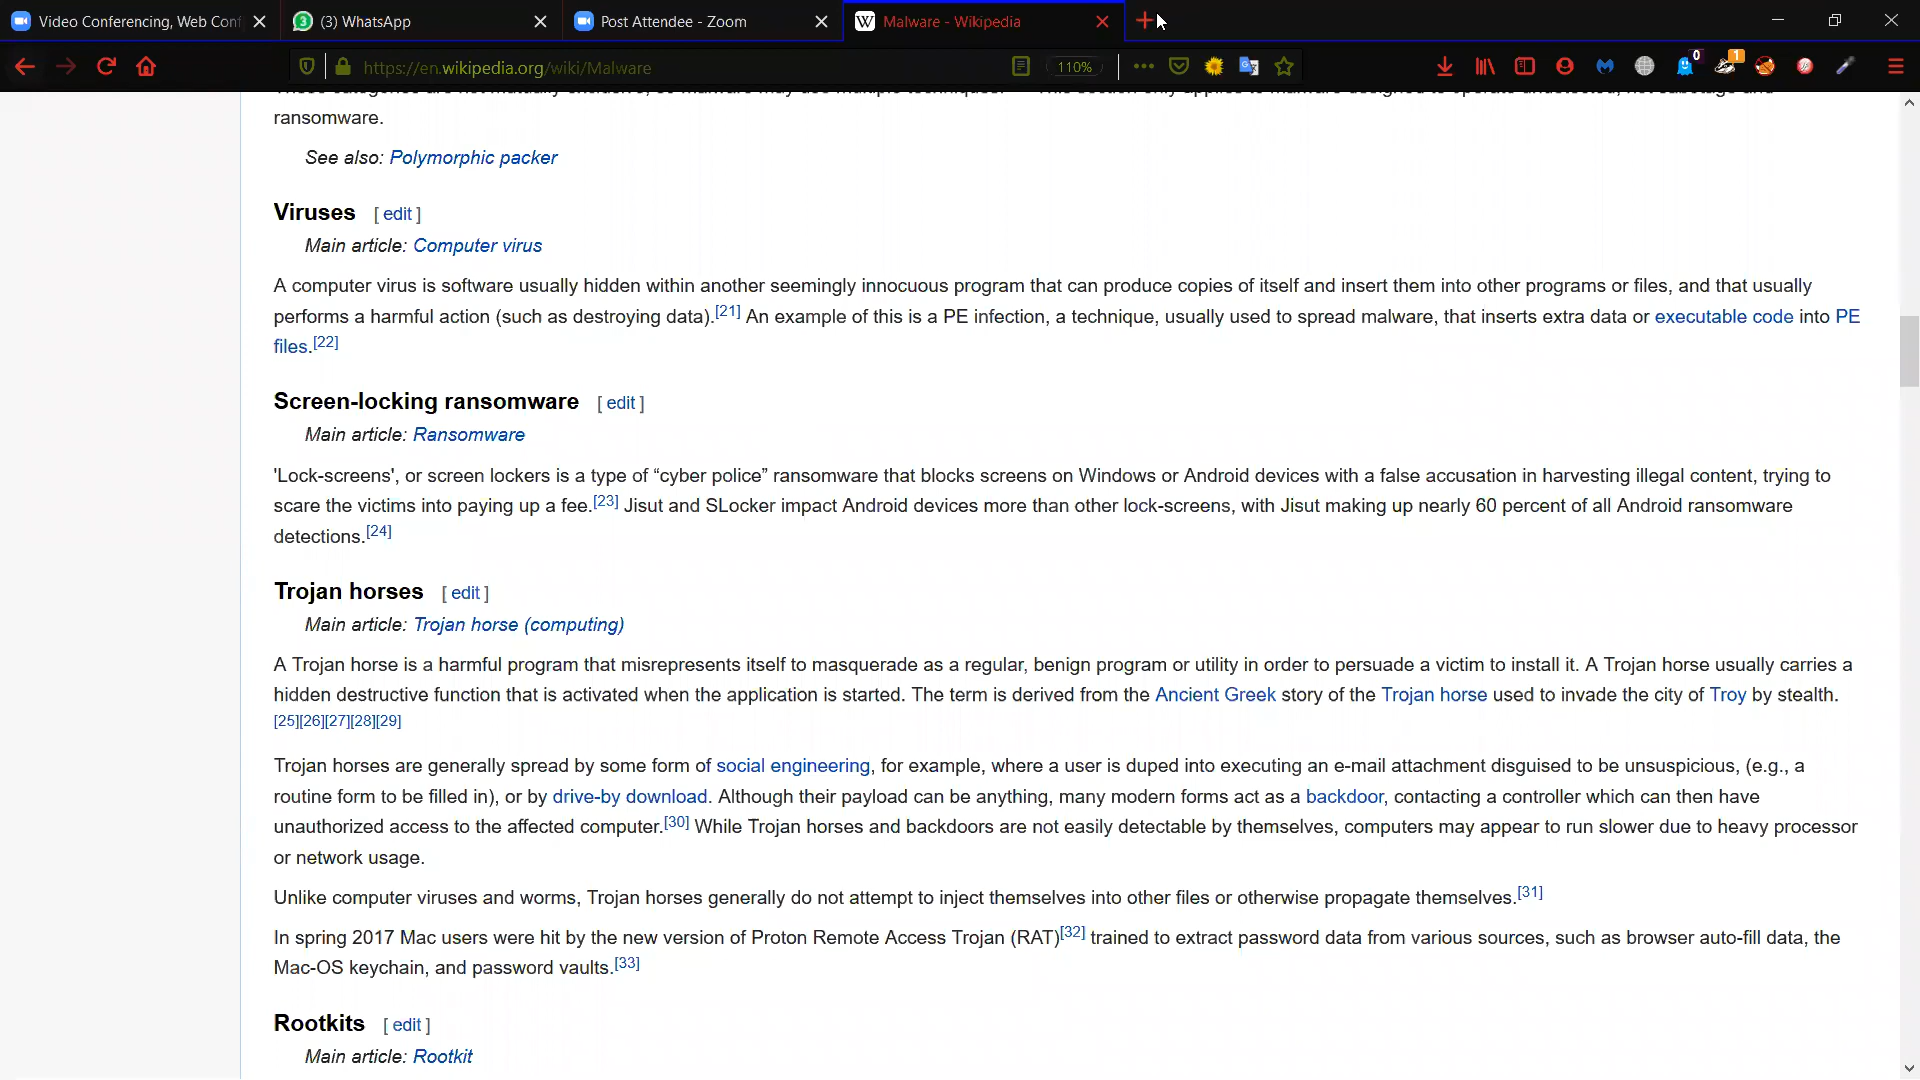 Video Conferencing, Web Conf
(3) WhatsApp
Post Attendee - Zoom
Malware - Wikipedia
https://en.wikipedia.org/wiki/Malware
110%
0
1
ransomware.
See also: Polymorphic packer
Viruses [ edit ]
Main article: Computer virus
A computer virus is software usually hidden within another seemingly innocuous program that can produce copies of itself and insert them into other programs or files, and that usually
performs a harmful action (such as destroying data).[21] An example of this is a PE infection, a technique, usually used to spread malware, that inserts extra data or executable code into PE
files.[22]
Screen-locking ransomware [ edit ]
Main article: Ransomware
'Lock-screens', or screen lockers is a type of “cyber police” ransomware that blocks screens on Windows or Android devices with a false accusation in harvesting illegal content, trying to
scare the victims into paying up a fee.[23] Jisut and SLocker impact Android devices more than other lock-screens, with Jisut making up nearly 60 percent of all Android ransomware
detections.[24]
Trojan horses [ edit ]
Main article: Trojan horse (computing)
A Trojan horse is a harmful program that misrepresents itself to masquerade as a regular, benign program or utility in order to persuade a victim to install it. A Trojan horse usually carries a
hidden destructive function that is activated when the application is started. The term is derived from the Ancient Greek story of the Trojan horse used to invade the city of Troy by stealth.
[25][26][27][28][29]
Trojan horses are generally spread by some form of social engineering, for example, where a user is duped into executing an e-mail attachment disguised to be unsuspicious, (e.g., a
routine form to be filled in), or by drive-by download. Although their payload can be anything, many modern forms act as a backdoor, contacting a controller which can then have
unauthorized access to the affected computer.[30] While Trojan horses and backdoors are not easily detectable by themselves, computers may appear to run slower due to heavy processor
or network usage.
Unlike computer viruses and worms, Trojan horses generally do not attempt to inject themselves into other files or otherwise propagate themselves.[31]
In spring 2017 Mac users were hit by the new version of Proton Remote Access Trojan (RAT)[32] trained to extract password data from various sources, such as browser auto-fill data, the
Mac-OS keychain, and password vaults.[33]
Rootkits [ edit ]
Main article: Rootkit